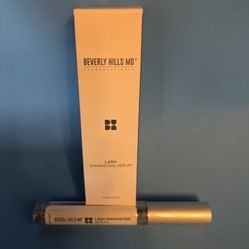 BEVERLY HILLS MD
LASH
ENHANCING SERUM
BEVERLY HILLS MD
LASH ENHANCING
SERUM